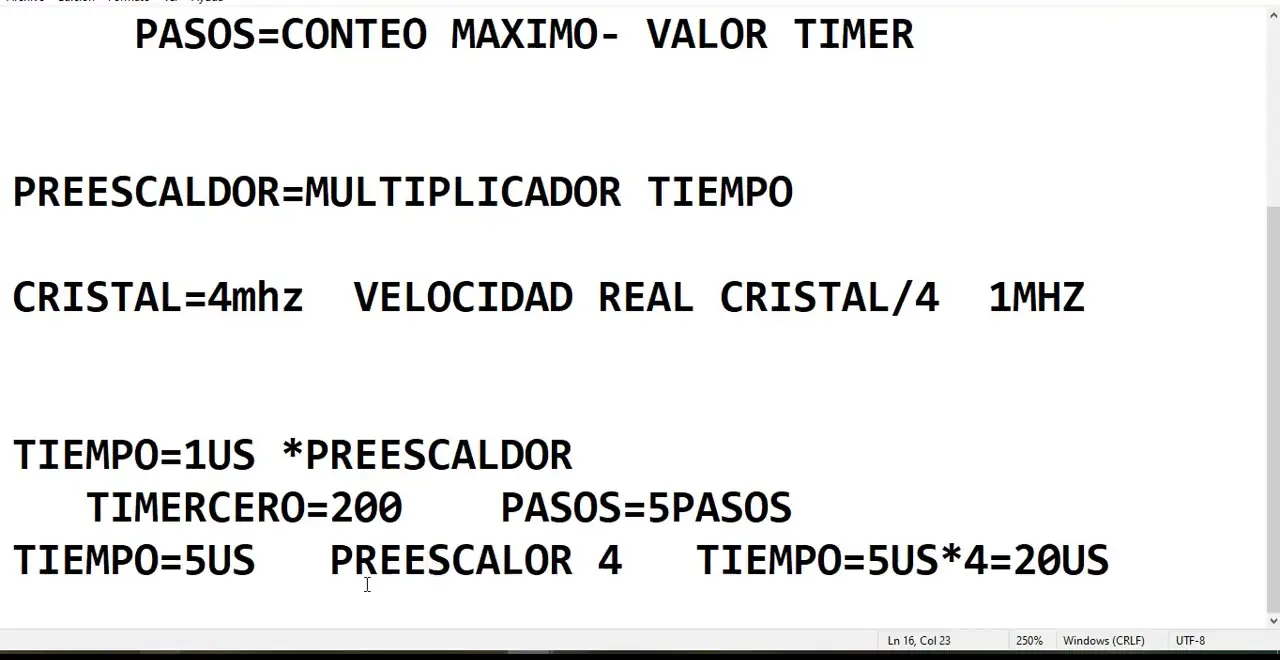 PASOS=CONTEO MAXIMO- VALOR TIMER
PREESCALDOR=MULTIPLICADOR TIEMPO
CRISTAL=4mhz VELOCIDAD REAL CRISTAL/4 1MHZ
TIEMPO=1US *PREESCALDOR
TIMERCERO=200 PASOS=5PASOS
TIEMPO=5US PREESCALOR 4 TIEMPO=5US*4=20US
Ln 16, Col 23 250% Windows (CRLF) UTF-8